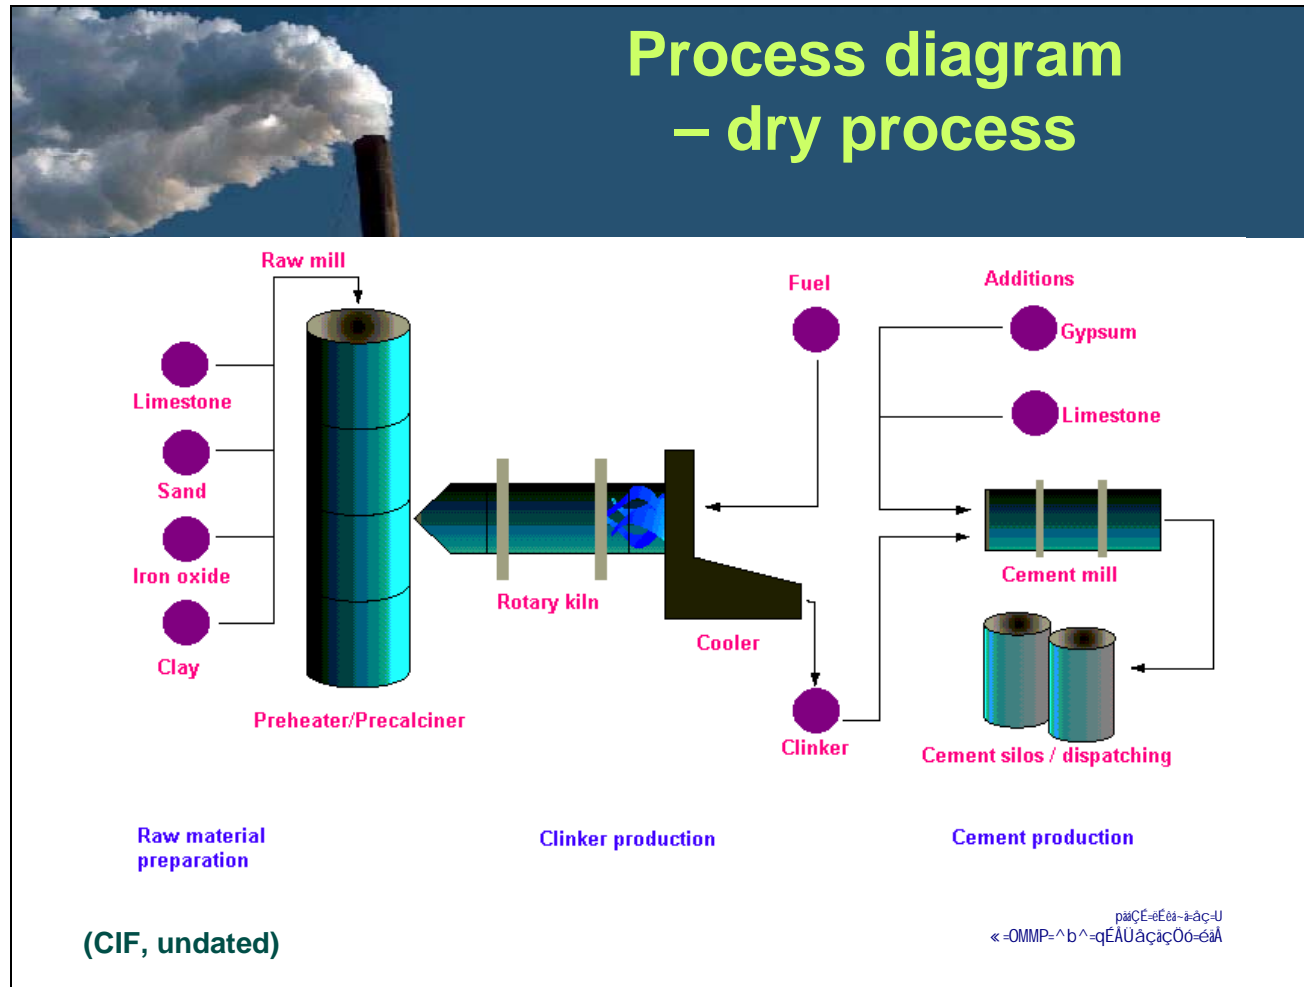 Process diagram
– dry process
Raw mill
Limestone
Sand
Iron oxide
Clay
Preheater/Precalciner
Rotary kiln
Cooler
Fuel
Clinker
Additions
Gypsum
Limestone
Cement mill
Cement silos / dispatching
Raw material
preparation
Clinker production
Cement production
(CIF, undated)